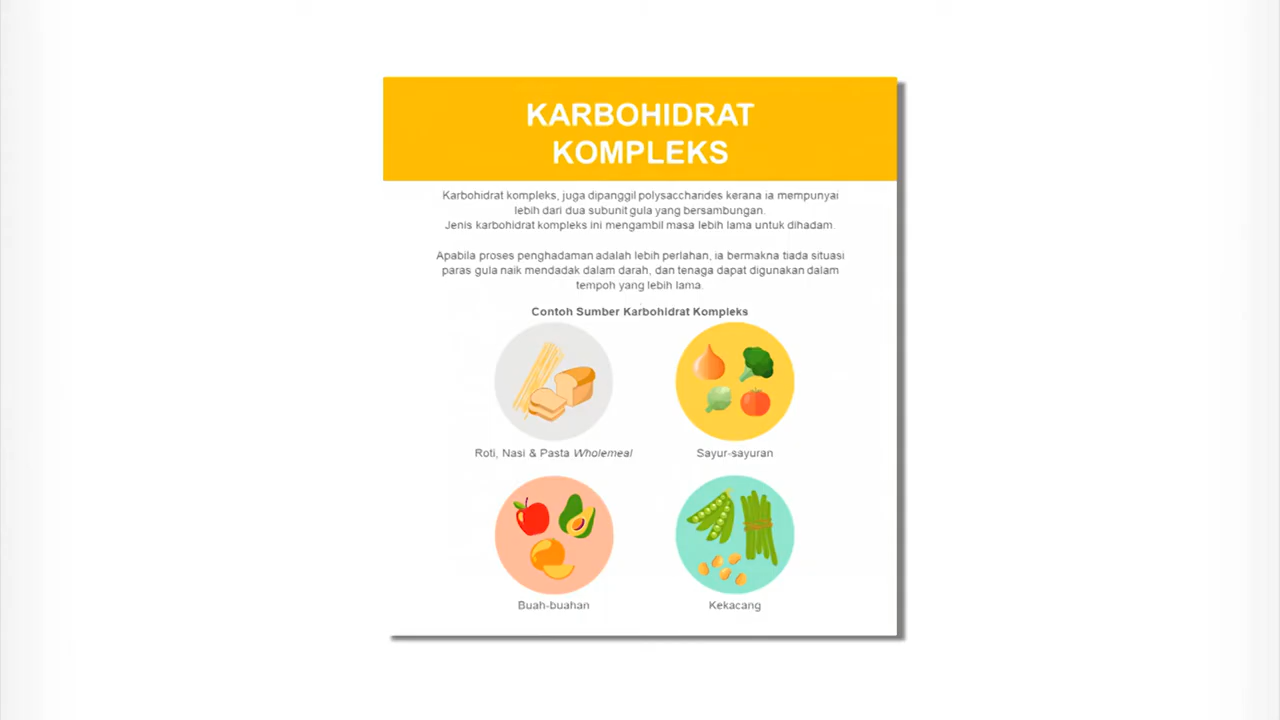 KARBOHIDRAT
KOMPLEKS
Karbohidrat kompleks, juga dipanggil polysaccharides kerana ia mempunyai
lebih dari dua subunit gula yang bersambungan.
Jenis karbohidrat kompleks ini mengambil masa lebih lama untuk dihadam.
Apabila proses penghadaman adalah lebih perlahan, ia bermakna tiada situasi
paras gula naik mendadak dalam darah, dan tenaga dapat digunakan dalam
tempoh yang lebih lama.
Contoh Sumber Karbohidrat Kompleks
Roti, Nasi & Pasta Wholemeal
Sayur-sayuran
Buah-buahan
Kekacang